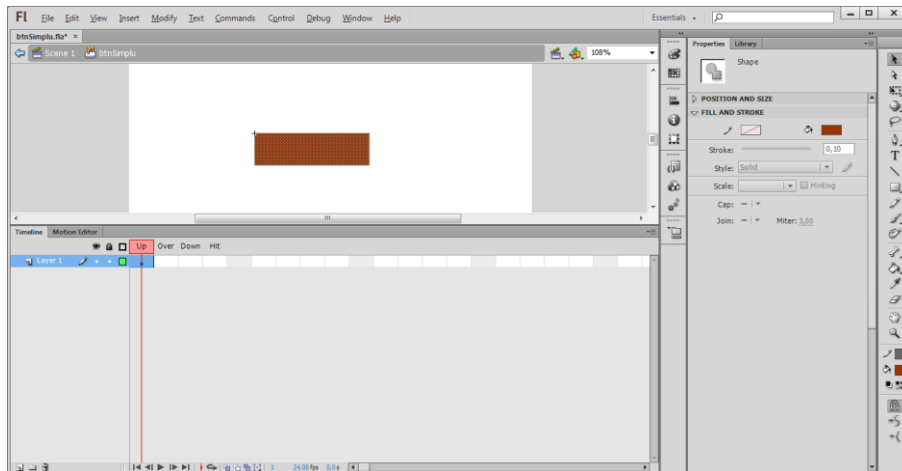 Fl File Edit View Insert Modify Text Commands Control Debug Window Help Essentials
btnSimplu.fla* ×
Scene 1 btnSimplu 108%
Properties Library
Shape
POSITION AND SIZE
FILL AND STROKE
Stroke: 0,10
Style: Solid
Scale: Hinting
Cap:
Join: Miter: 3,00
Timeline Motion Editor
Up Over Down Hit
Layer 1
1 24,00 fps 0,0 s